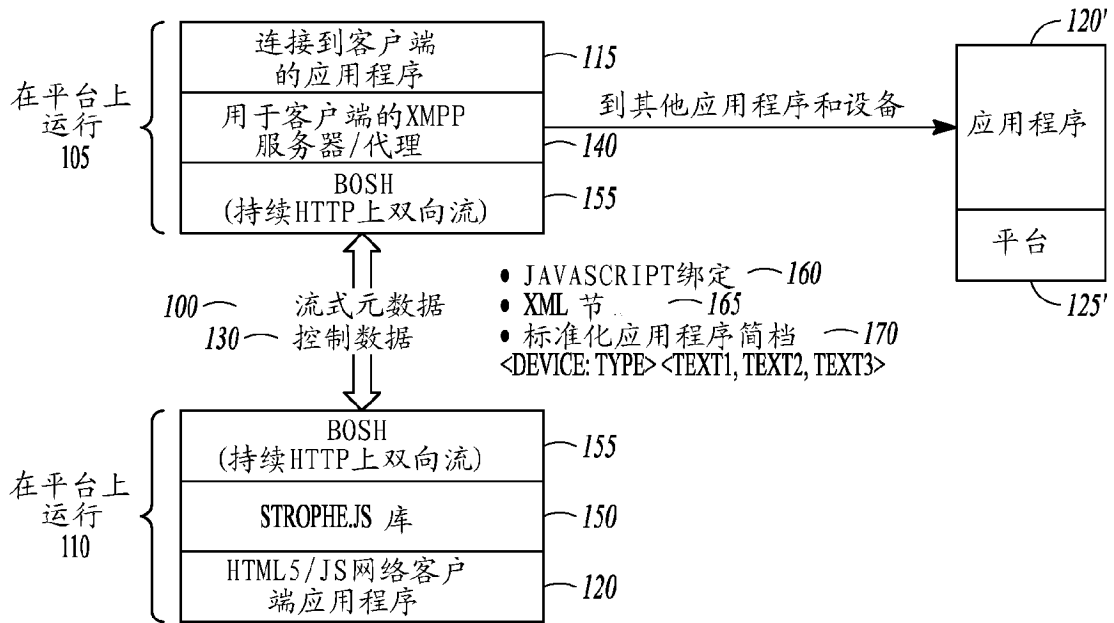 在平台上
运行
105
连接到客户端
的应用程序
115
用于客户端的XMPP
服务器/代理
140
BOSH
(持续HTTP上双向流)
155
到其他应用程序和设备
120'
应用程序
平台
125'
100
流式元数据
130
控制数据
• JAVASCRIPT绑定 160
• XML 节 165
• 标准化应用程序简档 170
<DEVICE: TYPE> <TEXT1, TEXT2, TEXT3>
在平台上
运行
110
BOSH
(持续HTTP上双向流)
155
STROPHE.JS 库
150
HTML5/JS网络客户
端应用程序
120